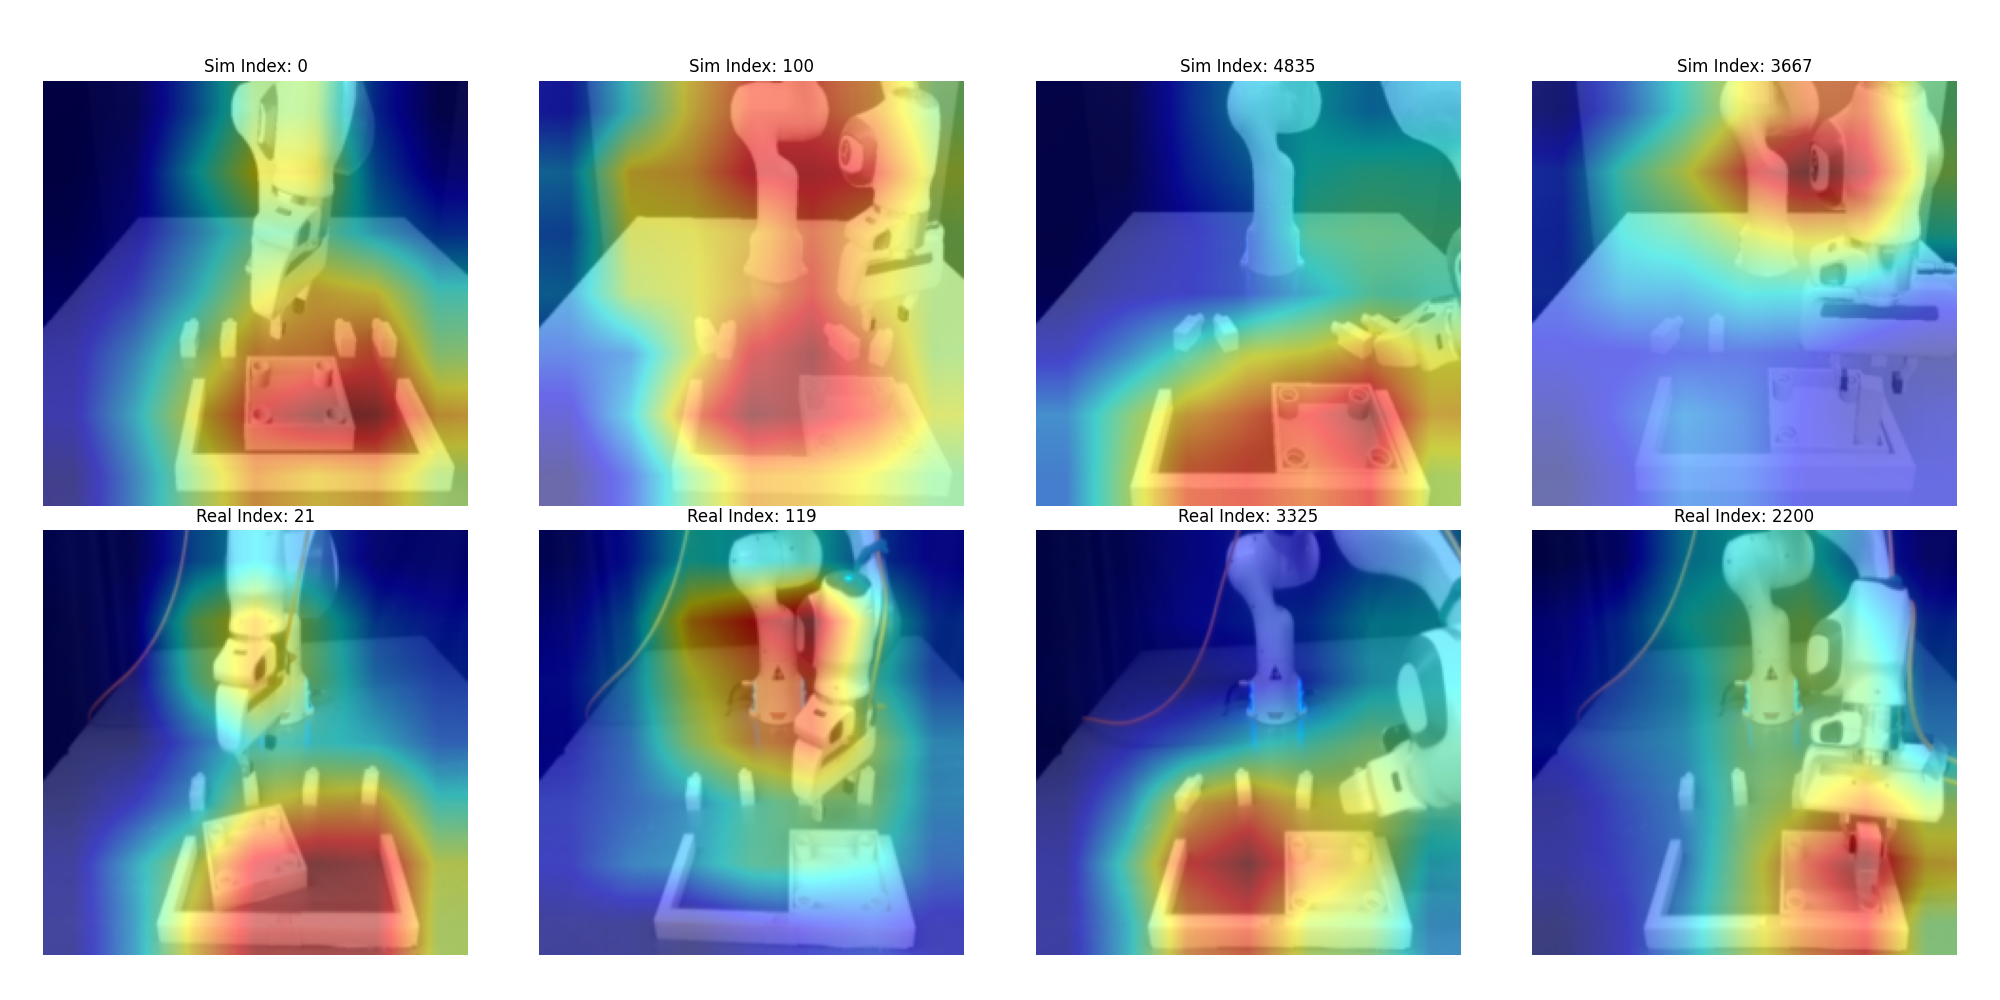 Sim Index: 0
Sim Index: 100
Sim Index: 4835
Sim Index: 3667
Real Index: 21
Real Index: 119
Real Index: 3325
Real Index: 2200